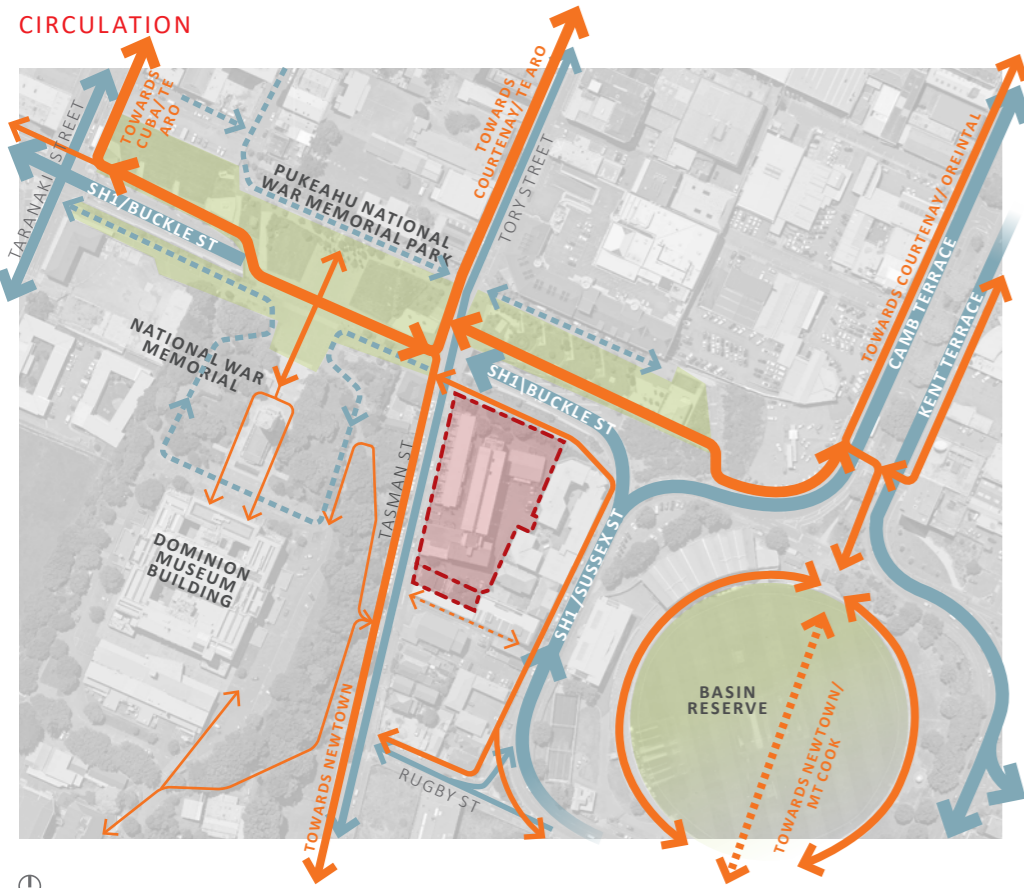 CIRCULATION
TOWARDS
CUBA/TE
ARO
TARANAKI STREET
SH1/BUCKLE ST
PUKEAHU NATIONAL
WAR MEMORIAL PARK
TOWARDS
COURTENAY/TE ARO
TORY STREET
TOWARDS COURTENAY/ OREINTAL
CAMB TERRACE
KENT TERRACE
NATIONAL WAR
MEMORIAL
SH1\BUCKLE ST
TASMAN ST
DOMINION
MUSEUM
BUILDING
SH1 /SUSSEX ST
BASIN
RESERVE
TOWARDS NEWTOWN/
MT COOK
TOWARDS NEWTOWN
RUGBY ST